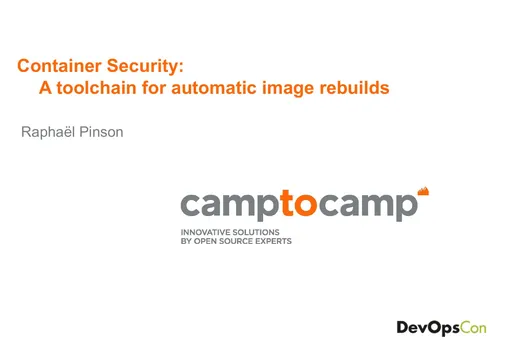 Container Security:
A toolchain for automatic image rebuilds
Raphaël Pinson
camptocamp
INNOVATIVE SOLUTIONS
BY OPEN SOURCE EXPERTS
DevOpsCon